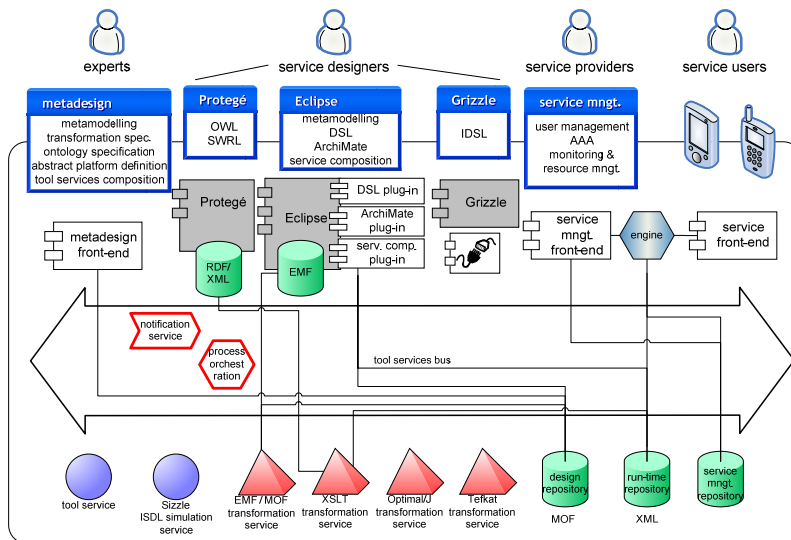 experts
service designers
service providers
service users
metadesign
metamodelling
transformation spec.
ontology specification
abstract platform definition
tool services composition
Protegé
OWL
SWRL
Eclipse
metamodelling
DSL
ArchiMate
service composition
Grizzle
IDSL
service mngt.
user management
AAA
monitoring &
resource mngt.
metadesign
front-end
Protegé
RDF/
XML
Eclipse
EMF
DSL plug-in
ArchiMate
plug-in
serv. comp.
plug-in
Grizzle
service
mngt.
front-end
engine
service
front-end
notification
service
process
orchest
ration
tool services bus
tool service
Sizzle
ISDL simulation
service
EMF/MOF
transformation
service
XSLT
transformation
service
Optimal/J
transformation
service
Tefkat
transformation
service
design
repository
MOF
run-time
repository
XML
service
mngt.
repository